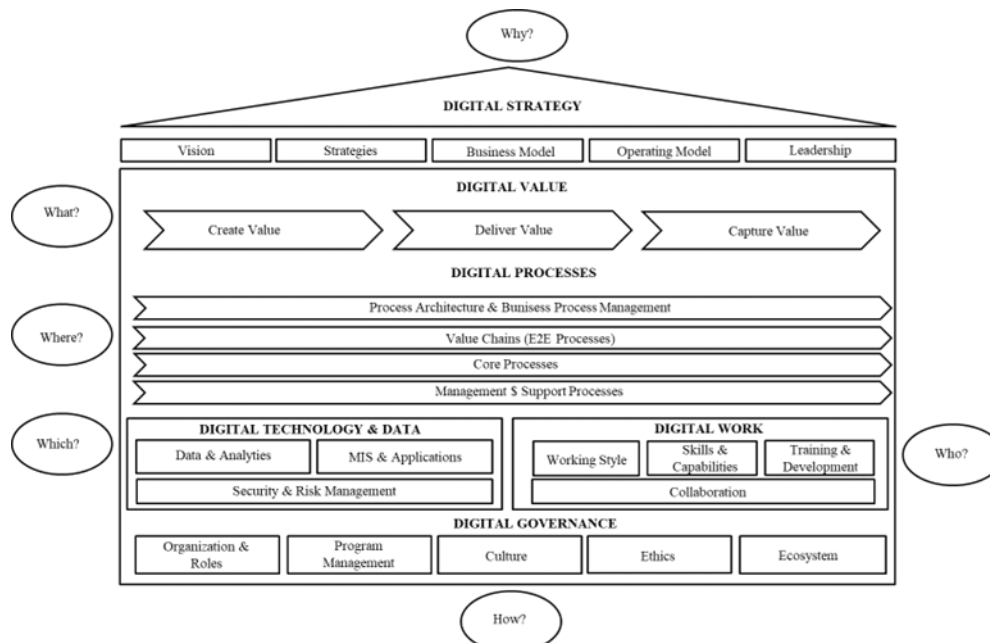 Why?
DIGITAL STRATEGY
Vision
Strategies
Business Model
Operating Model
Leadership
What?
DIGITAL VALUE
Create Value
Deliver Value
Capture Value
DIGITAL PROCESSES
Where?
Process Architecture & Bunisess Process Management
Value Chains (E2E Processes)
Core Processes
Management $ Support Processes
Which?
DIGITAL TECHNOLOGY & DATA
Data & Analyties
MIS & Applications
Security & Risk Management
DIGITAL WORK
Working Style
Skills &
Capabilities
Training &
Development
Collaboration
Who?
DIGITAL GOVERNANCE
Organization &
Roles
Program
Management
Culture
Ethics
Ecosystem
How?